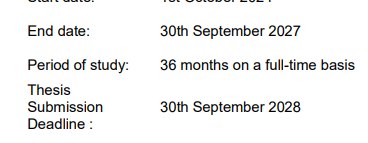 End date: 30th September 2027
Period of study: 36 months on a full-time basis
Thesis
Submission 30th September 2028
Deadline :